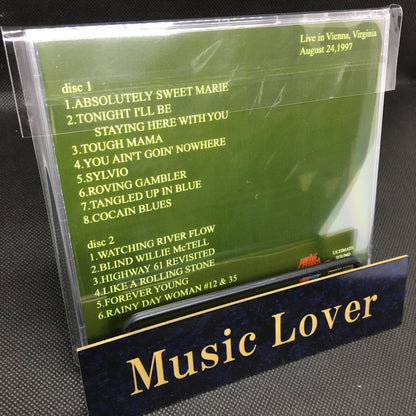 Live in Vienna, Virginia
August 24,1997
disc 1
1.ABSOLUTELY SWEET MARIE
2.TONIGHT I'LL BE
STAYING HERE WITH YOU
3.TOUGH MAMA
4.YOU AIN'T GOIN' NOWHERE
5.SYLVIO
6.ROVING GAMBLER
7.TANGLED UP IN BLUE
8.COCAIN BLUES
disc 2
1.WATCHING RIVER FLOW
2.BLIND WILLIE McTELL
3.HIGHWAY 61 REVISITED
4.LIKE A ROLLING STONE
5.FOREVER YOUNG
6.RAINY DAY WOMAN #12 & 35
ULTIMATE
SOUND
Music Lover